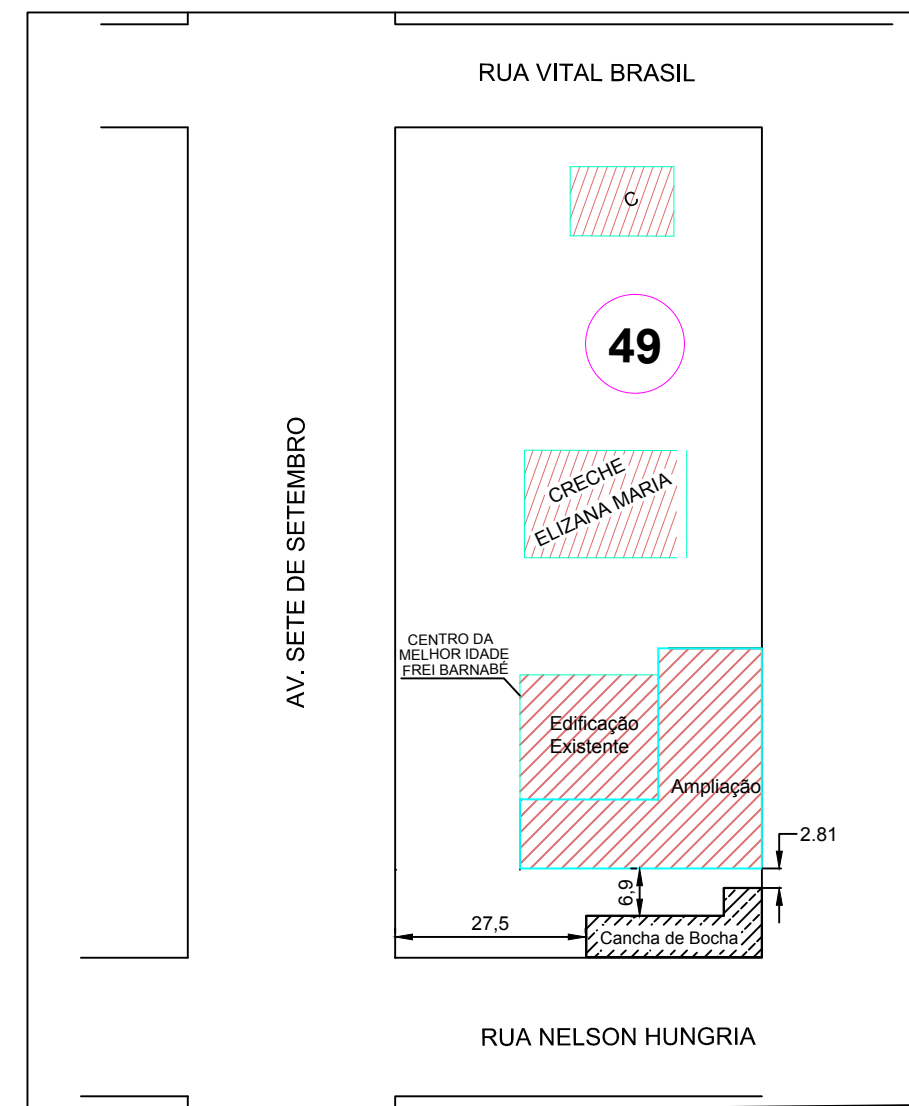 RUA VITAL BRASIL
C
49
AV. SETE DE SETEMBRO
CRECHE
ELIZANA MARIA
CENTRO DA
MELHOR IDADE
FREI BARNABÉ
Edificação
Existente
Ampliação
2.81
6,9
27,5
Cancha de Bocha
RUA NELSON HUNGRIA